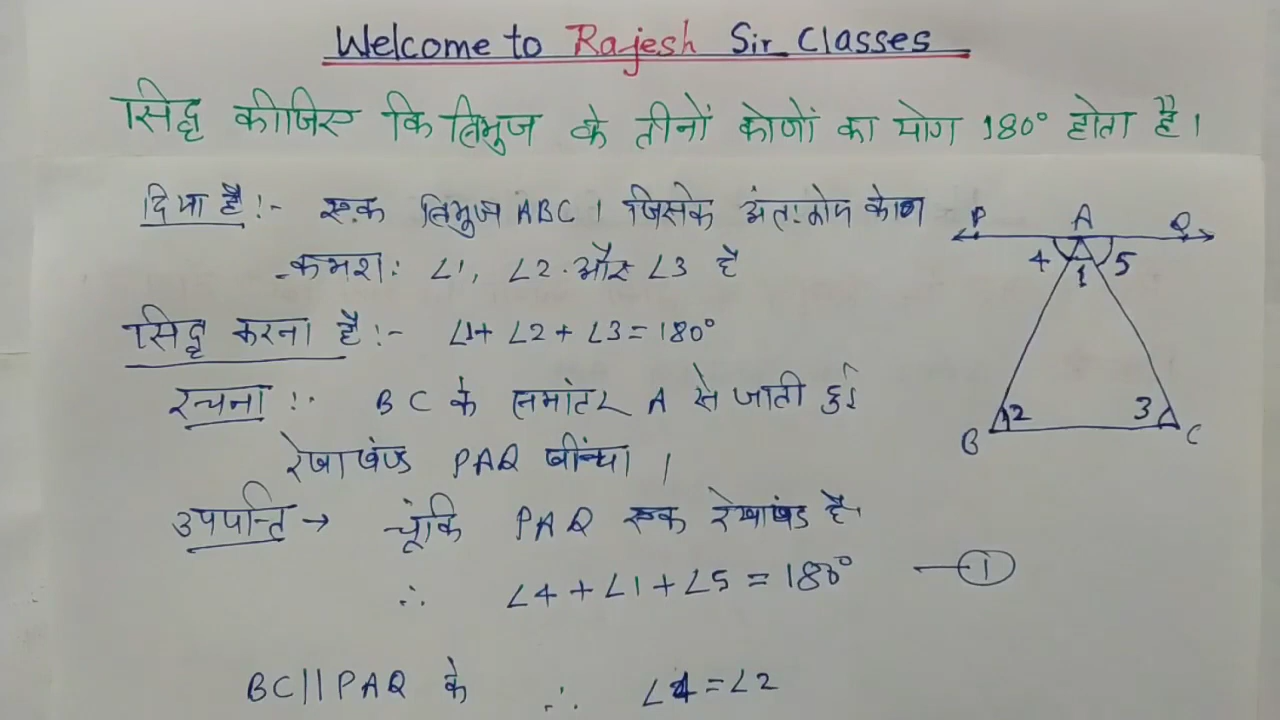 Welcome to Rajesh Sir Classes
सिद्ध कीजिए कि त्रिभुज के तीनों कोणों का योग 180° होता है।
दिया है :- एक त्रिभुज ABC । जिसके अंतः कोण
क्रमशः ∠1, ∠2 और ∠3 है
सिद्ध करना है :- ∠1+ ∠2 + ∠3 = 180°
रचना :- BC के समांतर A से जाती हुई
रेखाखंड PAQ खींचा ।
उपपत्ति → चूंकि PAQ एक रेखाखंड है
∴ ∠4 + ∠1 + ∠5 = 180° —①
BC||PAQ के ∴ ∠4 = ∠2
P A Q
4 1 5
2 3
B C